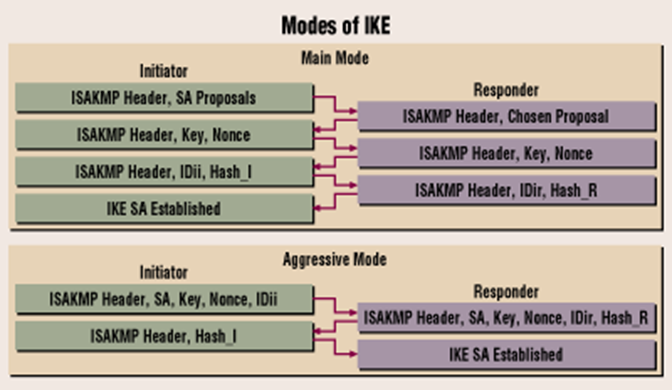 Modes of IKE
Main Mode
Initiator
Responder
ISAKMP Header, SA Proposals
ISAKMP Header, Chosen Proposal
ISAKMP Header, Key, Nonce
ISAKMP Header, Key, Nonce
ISAKMP Header, IDii, Hash_I
ISAKMP Header, IDir, Hash_R
IKE SA Established
Aggressive Mode
Initiator
Responder
ISAKMP Header, SA, Key, Nonce, IDii
ISAKMP Header, SA, Key, Nonce, IDir, Hash_R
ISAKMP Header, Hash_I
IKE SA Established